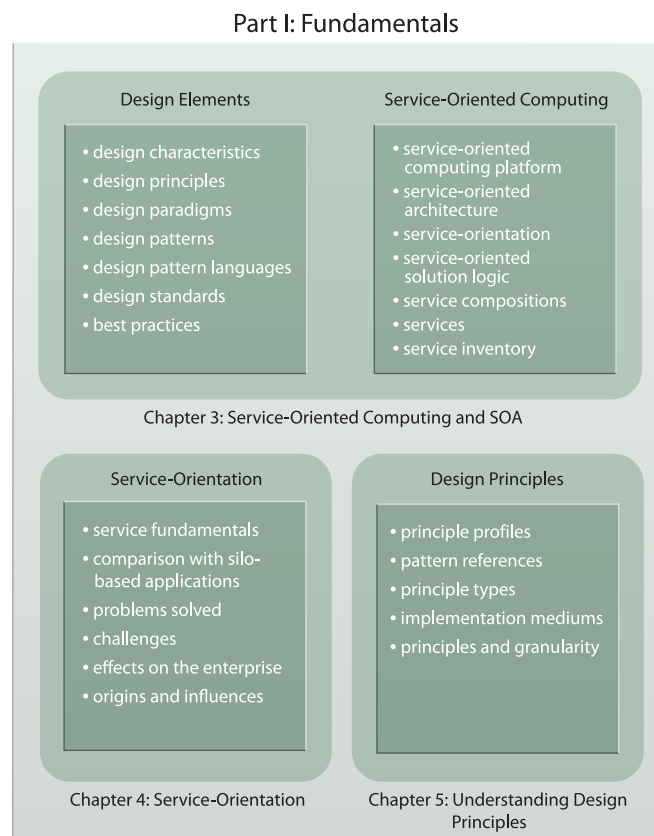 Part I: Fundamentals
Design Elements
• design characteristics
• design principles
• design paradigms
• design patterns
• design pattern languages
• design standards
• best practices
Service-Oriented Computing
• service-oriented
computing platform
• service-oriented
architecture
• service-orientation
• service-oriented
solution logic
• service compositions
• services
• service inventory
Chapter 3: Service-Oriented Computing and SOA
Service-Orientation
• service fundamentals
• comparison with silo-
based applications
• problems solved
• challenges
• effects on the enterprise
• origins and influences
Chapter 4: Service-Orientation
Design Principles
• principle profiles
• pattern references
• principle types
• implementation mediums
• principles and granularity
Chapter 5: Understanding Design
Principles